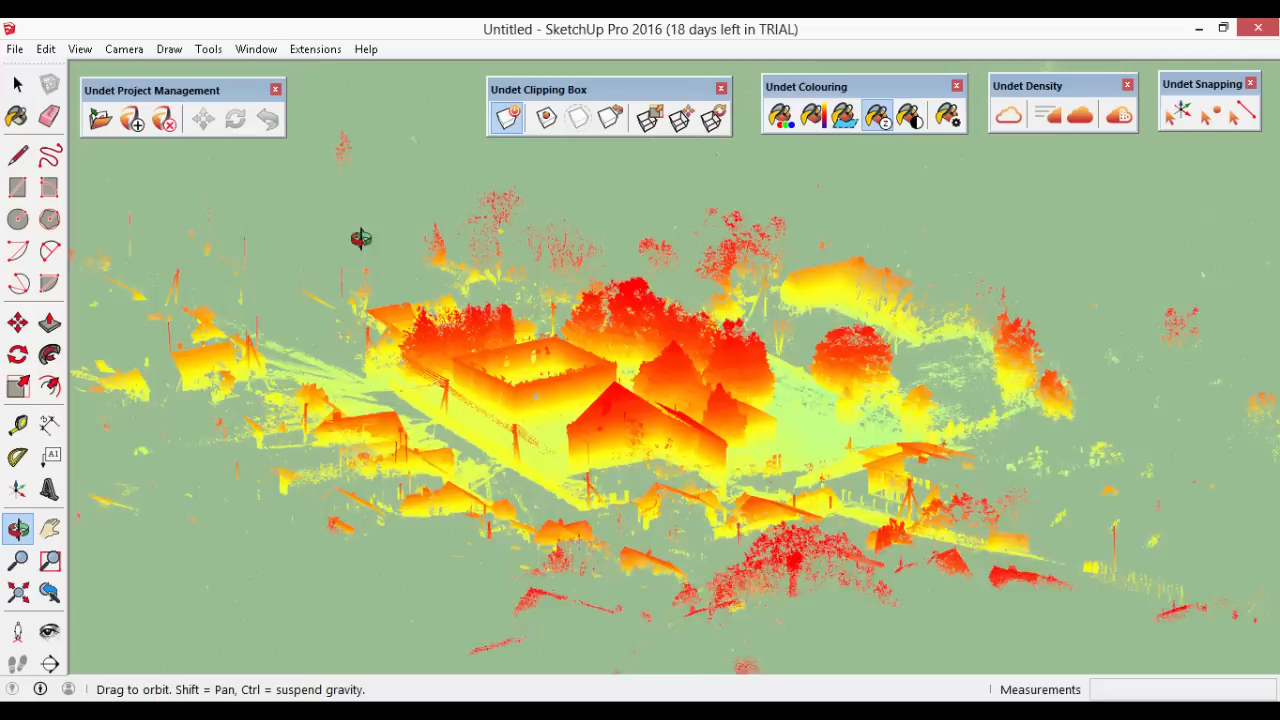 Untitled - SketchUp Pro 2016 (18 days left in TRIAL)
File Edit View Camera Draw Tools Window Extensions Help
Undet Project Management
Undet Clipping Box
Undet Colouring
Undet Density
Undet Snapping
Z
A1
Drag to orbit. Shift = Pan, Ctrl = suspend gravity.
Measurements